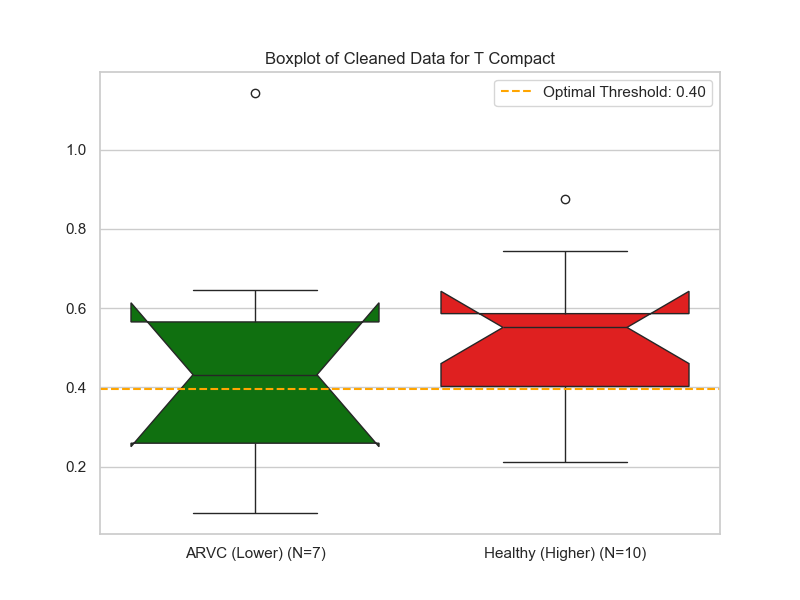 Boxplot of Cleaned Data for T Compact
Optimal Threshold: 0.40
1.0
0.8
0.6
0.4
0.2
ARVC (Lower) (N=7)
Healthy (Higher) (N=10)